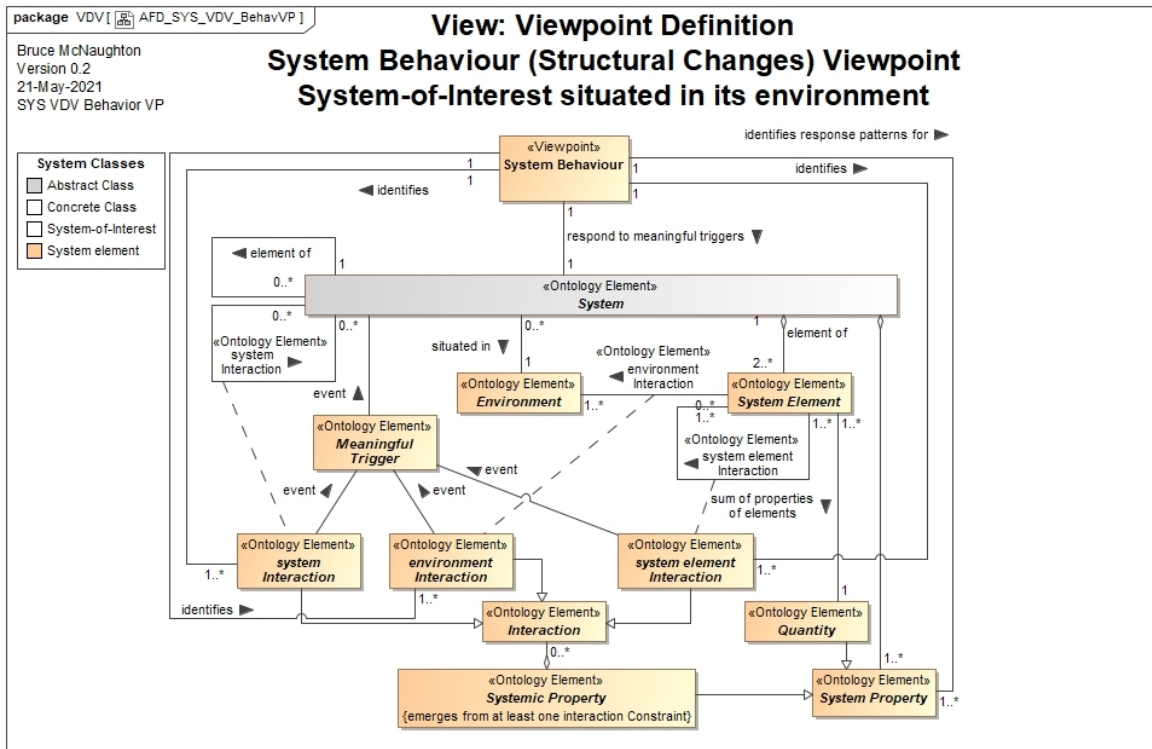 package VDV [ AFD_SYS_VDV_BehavVP ]
View: Viewpoint Definition
System Behaviour (Structural Changes) Viewpoint
System-of-Interest situated in its environment
Bruce McNaughton
Version 0.2
21-May-2021
SYS VDV Behavior VP
System Classes
Abstract Class
Concrete Class
System-of-Interest
System element
identifies response patterns for
«Viewpoint»
System Behaviour
1
1
1
1
identifies
identifies
1
respond to meaningful triggers
1
element of
1
0..*
«Ontology Element»
System
0..*
0..*
«Ontology Element»
system
Interaction
0..*
situated in
1
1
element of
2..*
«Ontology Element»
environment
Interaction
«Ontology Element»
Environment
1..*
«Ontology Element»
System Element
0..*
1..*
1..*
1..*
event
«Ontology Element»
Meaningful
Trigger
«Ontology Element»
system element
Interaction
event
event
event
sum of properties
of elements
«Ontology Element»
system
Interaction
1..*
«Ontology Element»
environment
Interaction
1..*
«Ontology Element»
system element
Interaction
1..*
identifies
«Ontology Element»
Interaction
0..*
1
«Ontology Element»
Quantity
1..*
«Ontology Element»
Systemic Property
{emerges from at least one interaction Constraint}
«Ontology Element»
System Property
1..*